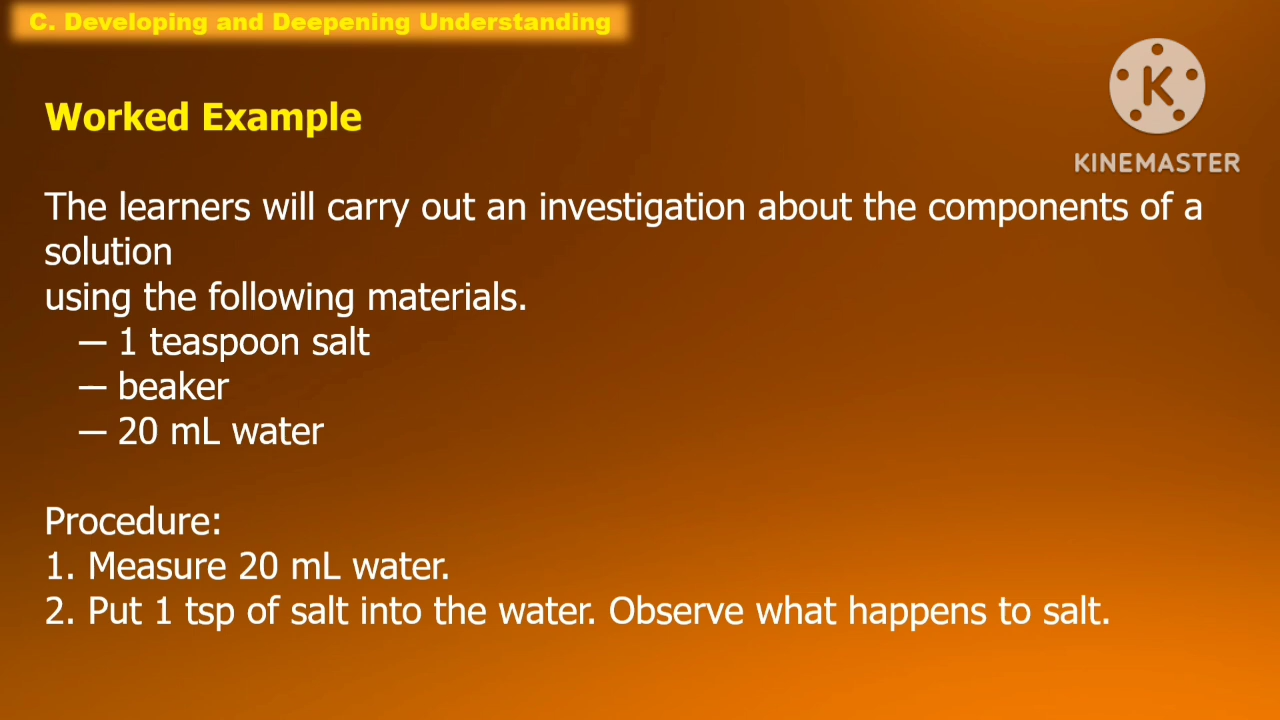 C. Developing and Deepening Understanding
K
KINEMASTER
Worked Example
The learners will carry out an investigation about the components of a
solution
using the following materials.
— 1 teaspoon salt
— beaker
— 20 mL water
Procedure:
1. Measure 20 mL water.
2. Put 1 tsp of salt into the water. Observe what happens to salt.